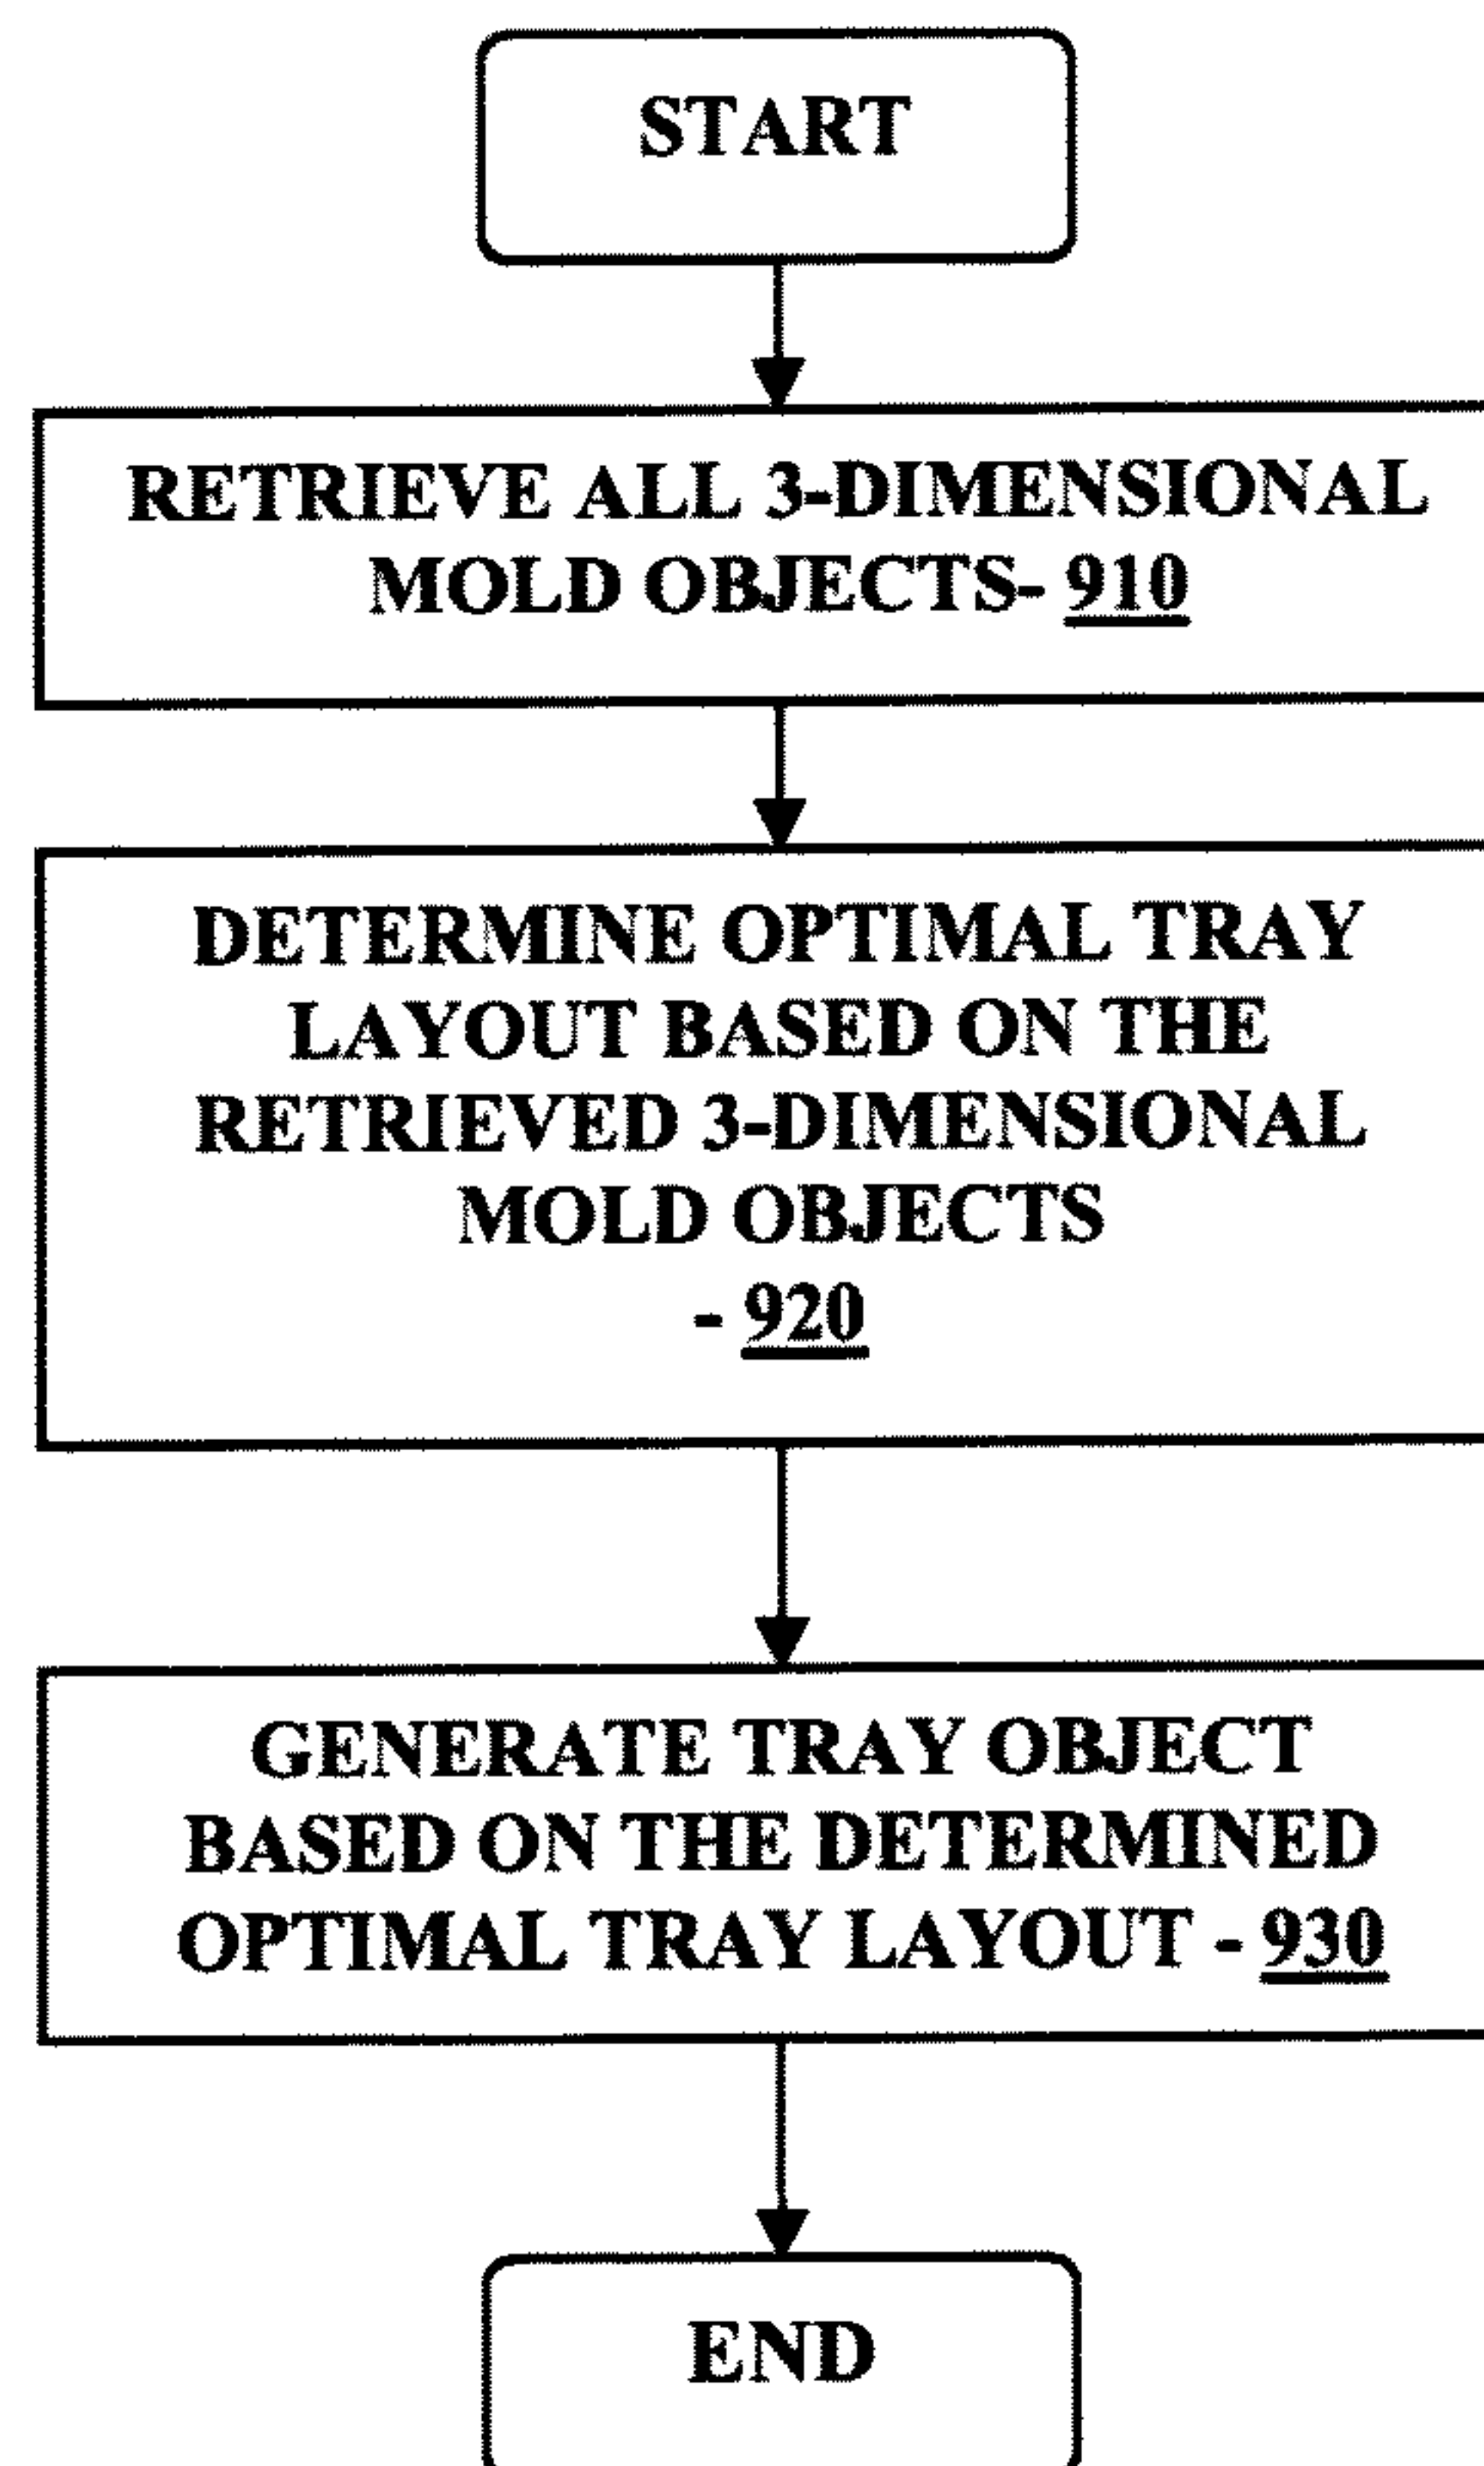 START
RETRIEVE ALL 3-DIMENSIONAL
MOLD OBJECTS- 910
DETERMINE OPTIMAL TRAY
LAYOUT BASED ON THE
RETRIEVED 3-DIMENSIONAL
MOLD OBJECTS
- 920
GENERATE TRAY OBJECT
BASED ON THE DETERMINED
OPTIMAL TRAY LAYOUT - 930
END